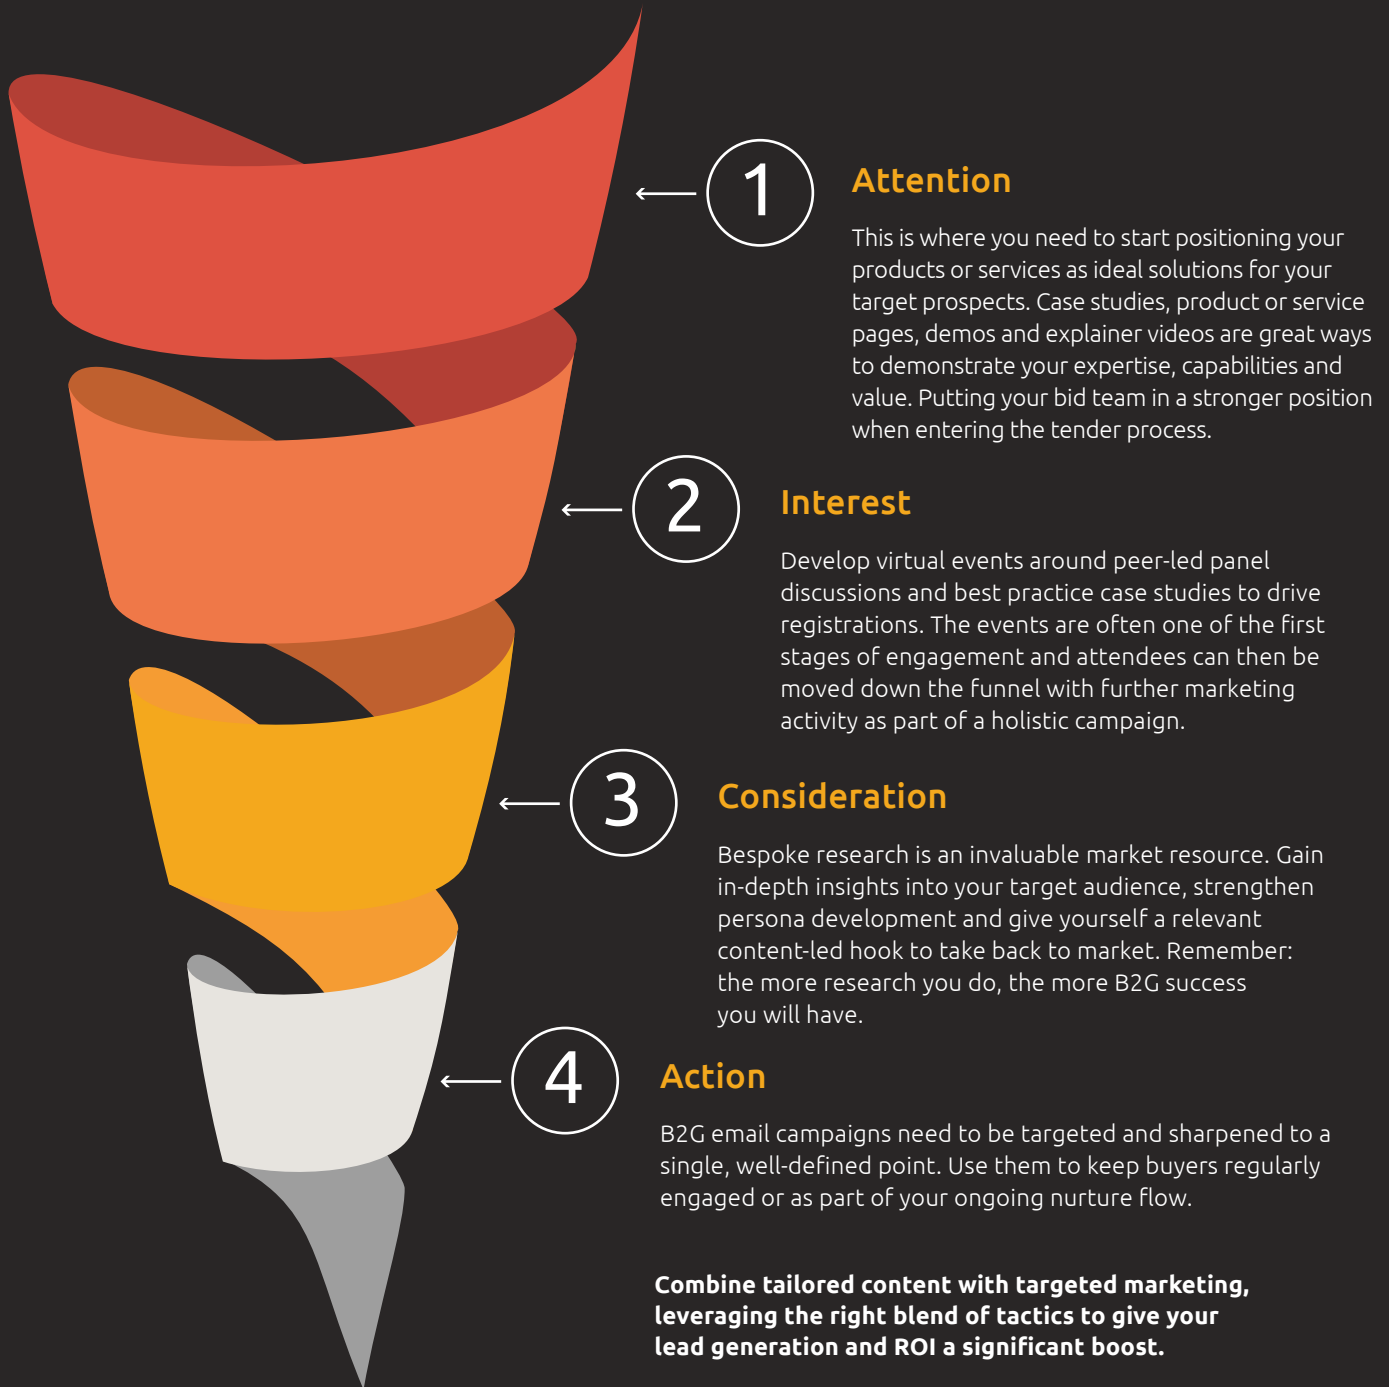 1
Attention
This is where you need to start positioning your
products or services as ideal solutions for your
target prospects. Case studies, product or service
pages, demos and explainer videos are great ways
to demonstrate your expertise, capabilities and
value. Putting your bid team in a stronger position
when entering the tender process.
2
Interest
Develop virtual events around peer-led panel
discussions and best practice case studies to drive
registrations. The events are often one of the first
stages of engagement and attendees can then be
moved down the funnel with further marketing
activity as part of a holistic campaign.
3
Consideration
Bespoke research is an invaluable market resource. Gain
in-depth insights into your target audience, strengthen
persona development and give yourself a relevant
content-led hook to take back to market. Remember:
the more research you do, the more B2G success
you will have.
4
Action
B2G email campaigns need to be targeted and sharpened to a
single, well-defined point. Use them to keep buyers regularly
engaged or as part of your ongoing nurture flow.
Combine tailored content with targeted marketing,
leveraging the right blend of tactics to give your
lead generation and ROI a significant boost.